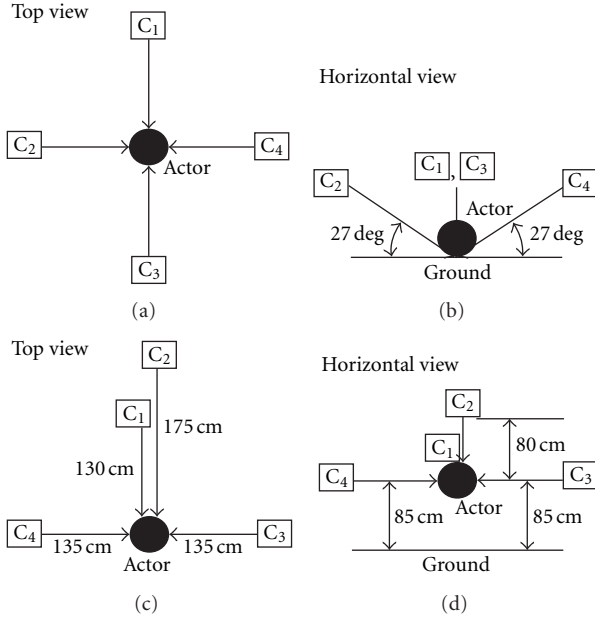 Top view
C1
C2
C4
Actor
C3
(a)
Horizontal view
C1, C3
C2
C4
Actor
27 deg
27 deg
Ground
(b)
Top view
C2
C1
175 cm
130 cm
C4
C3
135 cm
135 cm
Actor
(c)
Horizontal view
C2
C1
80 cm
C4
C3
Actor
85 cm
85 cm
Ground
(d)